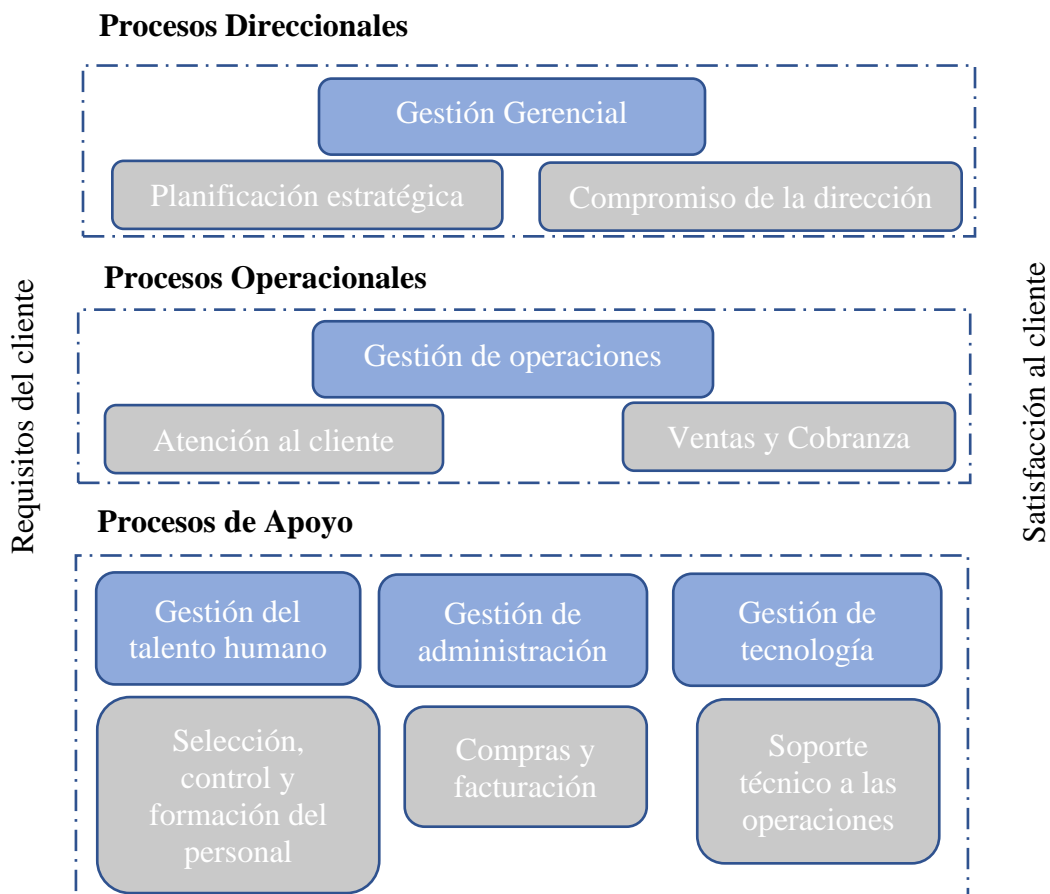 Procesos Direccionales
Gestión Gerencial
Planificación estratégica
Compromiso de la dirección
Requisitos del cliente
Procesos Operacionales
Gestión de operaciones
Atención al cliente
Ventas y Cobranza
Satisfacción al cliente
Procesos de Apoyo
Gestión del
talento humano
Gestión de
administración
Gestión de
tecnología
Selección,
control y
formación del
personal
Compras y
facturación
Soporte
técnico a las
operaciones